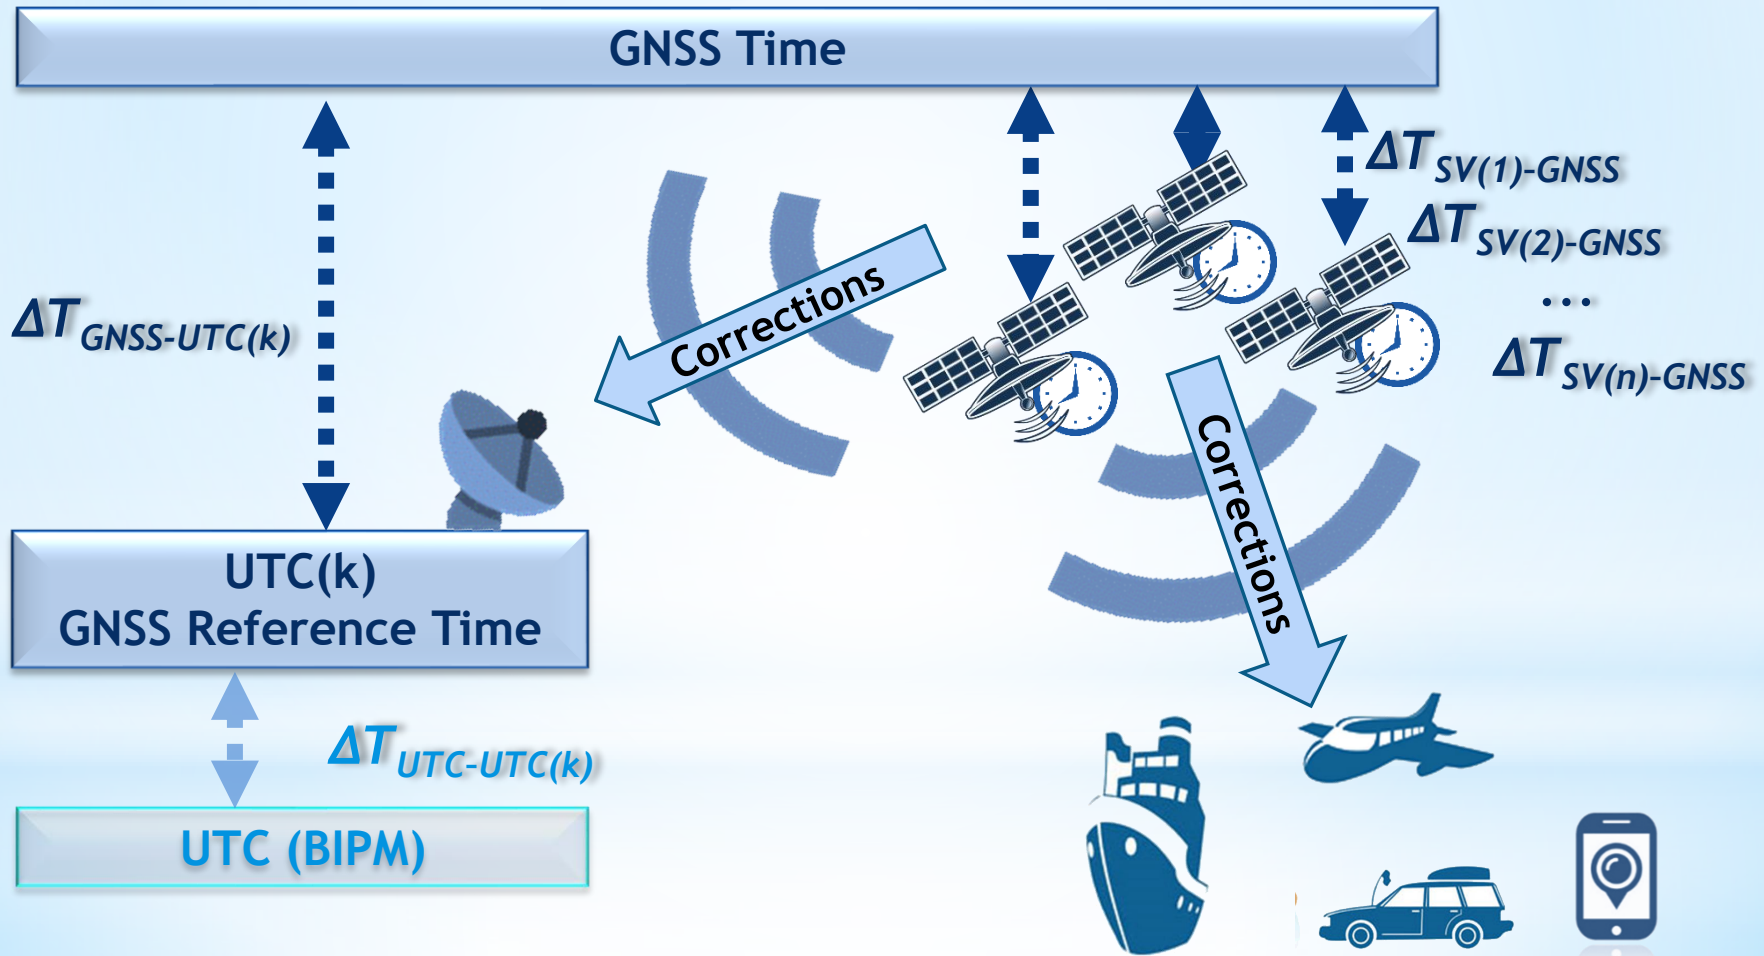 GNSS Time
ΔT SV(1)-GNSS
ΔT SV(2)-GNSS
...
ΔT SV(n)-GNSS
ΔT GNSS-UTC(k)
Corrections
Corrections
UTC(k)
GNSS Reference Time
ΔT UTC-UTC(k)
UTC (BIPM)